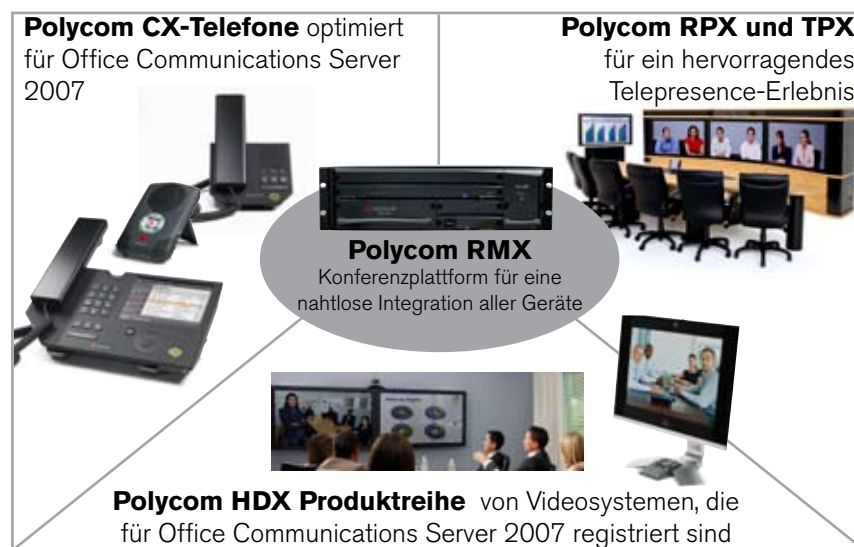 Polycom CX-Telefone optimiert
für Office Communications Server
2007
Polycom RPX und TPX
für ein hervorragendes
Telepresence-Erlebnis
Polycom RMX
Konferenzplattform für eine
nahtlose Integration aller Geräte
Polycom HDX Produktreihe von Videosystemen, die
für Office Communications Server 2007 registriert sind